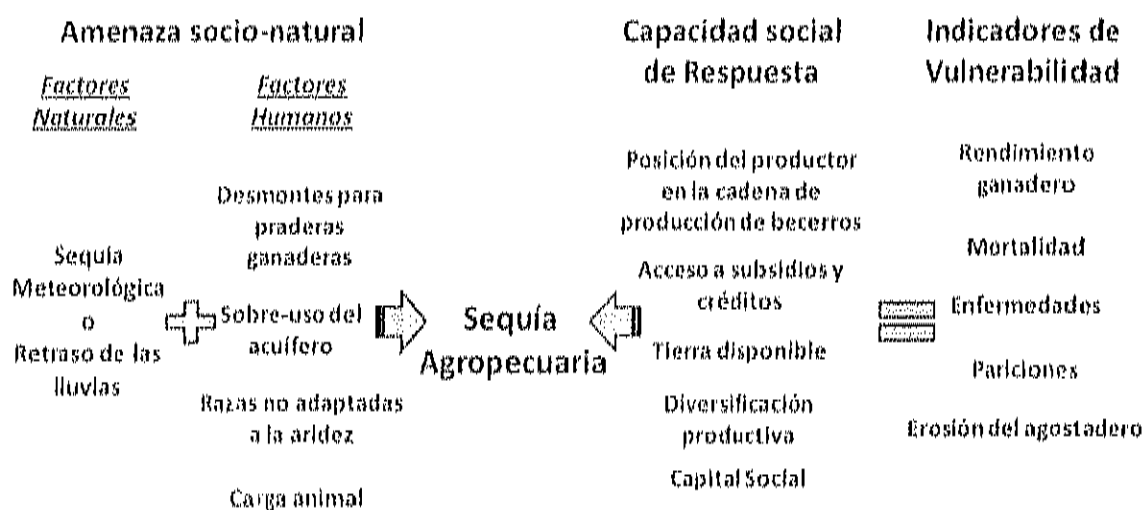 Amenaza socio-natural
Factores
Naturales
Factores
Humanos
Sequía
Meteorológica
o
Retraso de las
lluvias
Desmontes para
praderas
ganaderas
Sobre-uso del
acuífero
Razas no adaptadas
a la aridez
Carga animal
Sequía
Agropecuaria
Capacidad social
de Respuesta
Posición del productor
en la cadena de
producción de becerros
Acceso a subsidios y
créditos
Tierra disponible
Diversificación
productiva
Capital Social
Indicadores de
Vulnerabilidad
Rendimiento
ganadero
Mortalidad
Enfermedades
Pariciones
Erosión del agostadero